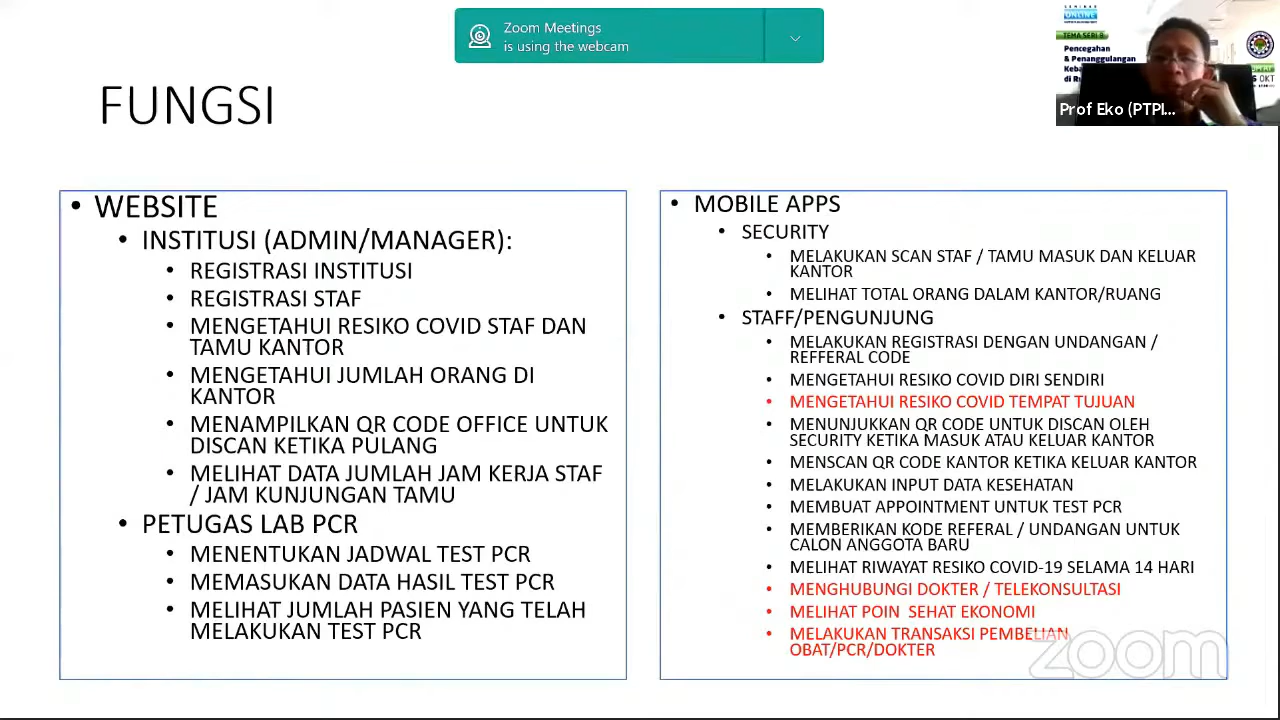 Zoom Meetings
is using the webcam
SEMINAR
ONLINE
TEMA SERI 8
Pencegahan
& Penanggulangan
Prof Eko (PTPI...
FUNGSI
• WEBSITE
• INSTITUSI (ADMIN/MANAGER):
• REGISTRASI INSTITUSI
• REGISTRASI STAF
• MENGETAHUI RESIKO COVID STAF DAN
TAMU KANTOR
• MENGETAHUI JUMLAH ORANG DI
KANTOR
• MENAMPILKAN QR CODE OFFICE UNTUK
DISCAN KETIKA PULANG
• MELIHAT DATA JUMLAH JAM KERJA STAF
/ JAM KUNJUNGAN TAMU
• PETUGAS LAB PCR
• MENENTUKAN JADWAL TEST PCR
• MEMASUKAN DATA HASIL TEST PCR
• MELIHAT JUMLAH PASIEN YANG TELAH
MELAKUKAN TEST PCR
• MOBILE APPS
• SECURITY
• MELAKUKAN SCAN STAF / TAMU MASUK DAN KELUAR
KANTOR
• MELIHAT TOTAL ORANG DALAM KANTOR/RUANG
• STAFF/PENGUNJUNG
• MELAKUKAN REGISTRASI DENGAN UNDANGAN /
REFFERAL CODE
• MENGETAHUI RESIKO COVID DIRI SENDIRI
• MENGETAHUI RESIKO COVID TEMPAT TUJUAN
• MENUNJUKKAN QR CODE UNTUK DISCAN OLEH
SECURITY KETIKA MASUK ATAU KELUAR KANTOR
• MENSCAN QR CODE KANTOR KETIKA KELUAR KANTOR
• MELAKUKAN INPUT DATA KESEHATAN
• MEMBUAT APPOINTMENT UNTUK TEST PCR
• MEMBERIKAN KODE REFERAL / UNDANGAN UNTUK
CALON ANGGOTA BARU
• MELIHAT RIWAYAT RESIKO COVID-19 SELAMA 14 HARI
• MENGHUBUNGI DOKTER / TELEKONSULTASI
• MELIHAT POIN SEHAT EKONOMI
• MELAKUKAN TRANSAKSI PEMBELIAN
OBAT/PCR/DOKTER
zoom